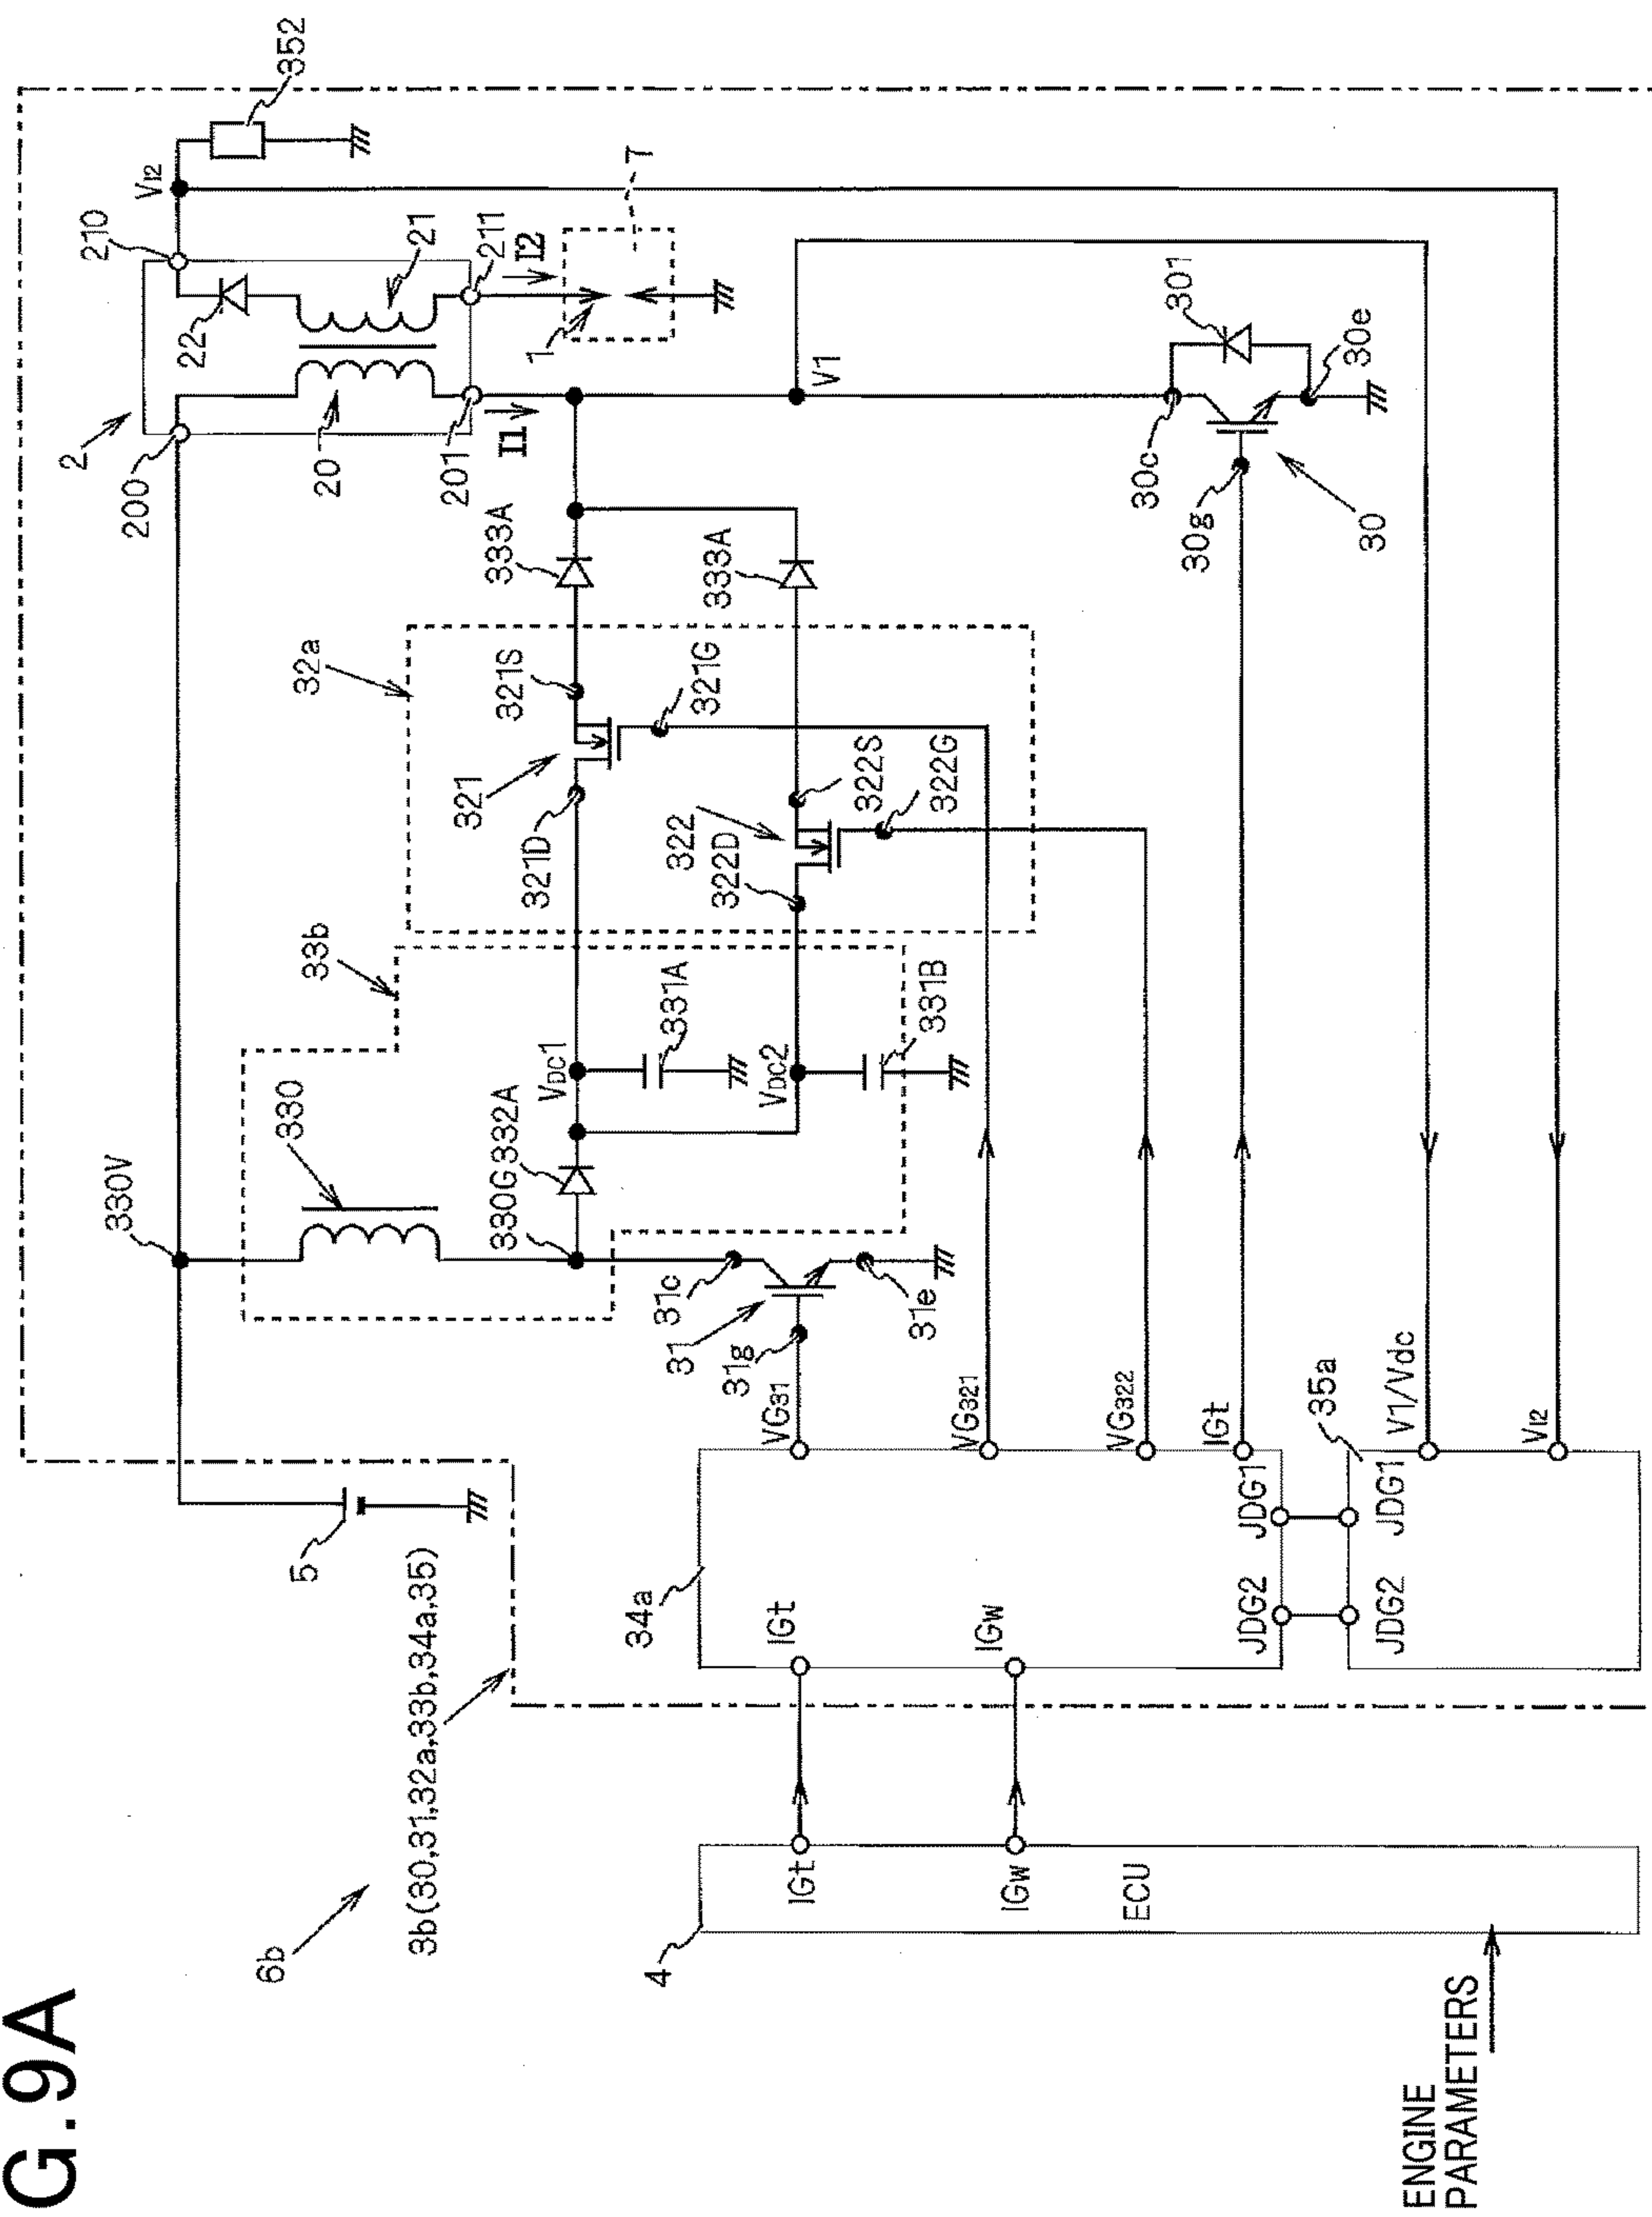 G.9A
6b
3b(30,31,32a,33b,34a,35)
5
330V
330
33b
32a
2
200
20
201
I1
210
22
21
211
I2
VI2
352
1
7
330G
332A
VDC1
331A
VDC2
331B
321D
321
321S
321G
322D
322
322S
322G
333A
333A
V1
31c
31
31g
31e
30c
30g
30
30e
301
VG31
VG321
VG322
IGt
34a
IGt
IGw
JDG2
JDG1
35a
JDG2
JDG1
V1/Vdc
VI2
4
IGt
IGw
ECU
ENGINE
PARAMETERS